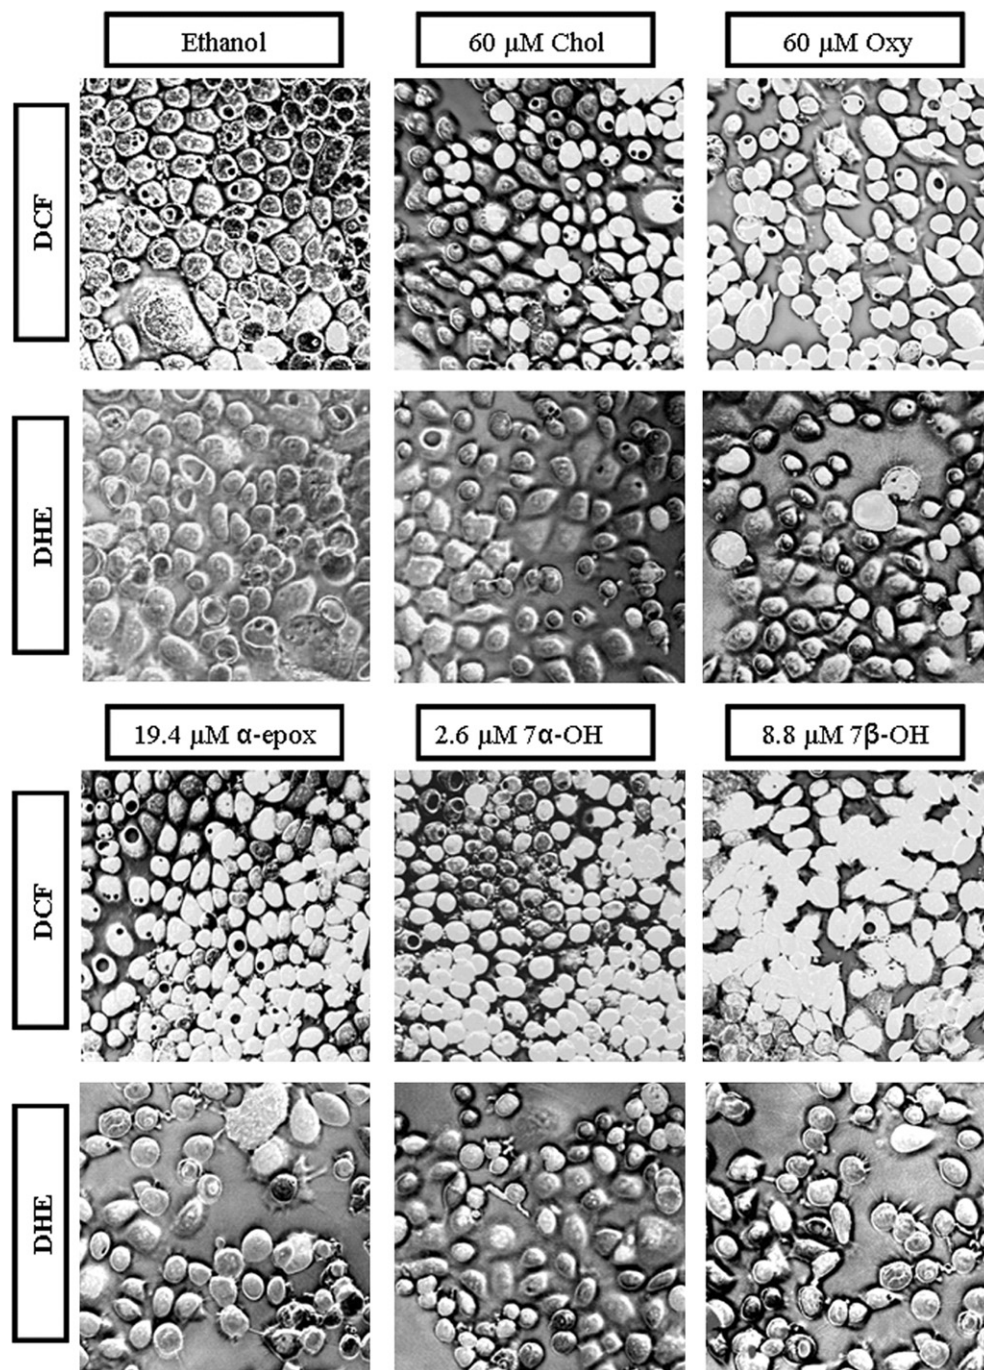 Ethanol
60 μM Chol
60 μM Oxy
DCF
DHE
19.4 μM α-epox
2.6 μM 7α-OH
8.8 μM 7β-OH
DCF
DHE